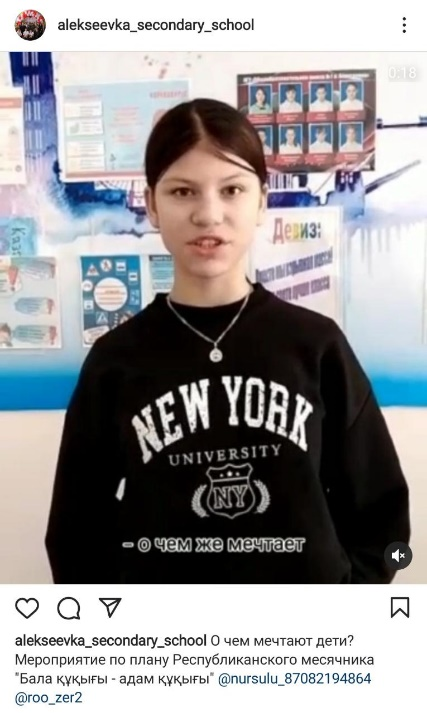 alekseevka_secondary_school
0:18
Девиз:
NEW YORK
UNIVERSITY
NY
- о чем же мечтает
alekseevka_secondary_school О чем мечтают дети?
Мероприятие по плану Республиканского месячника
"Бала құқығы - адам құқығы" @nursulu_87082194864
@roo_zer2